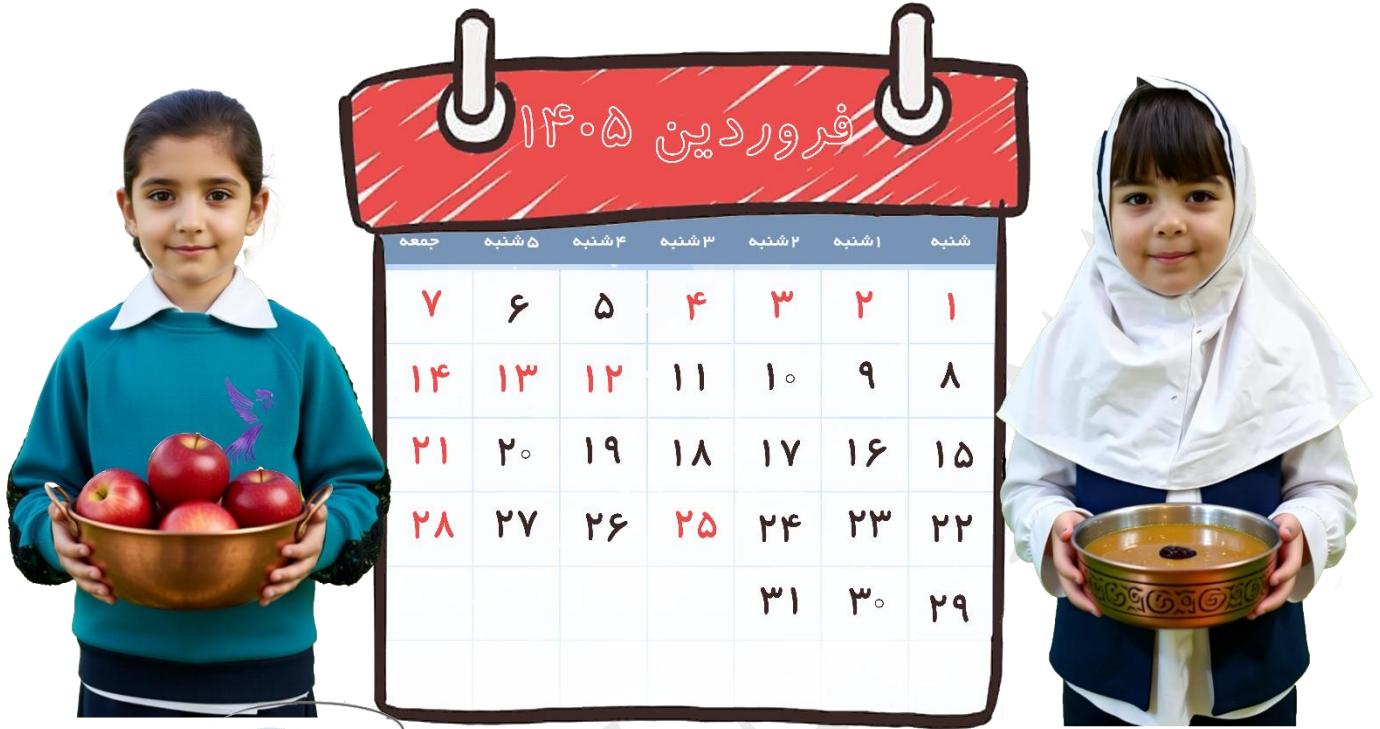 فروردین ۱۴۰۵
شنبه ۱شنبه ۲شنبه ۳شنبه ۴شنبه ۵شنبه جمعه
۱ ۲ ۳ ۴ ۵ ۶ ۷
۸ ۹ ۱۰ ۱۱ ۱۲ ۱۳ ۱۴
۱۵ ۱۶ ۱۷ ۱۸ ۱۹ ۲۰ ۲۱
۲۲ ۲۳ ۲۴ ۲۵ ۲۶ ۲۷ ۲۸
۲۹ ۳۰ ۳۱